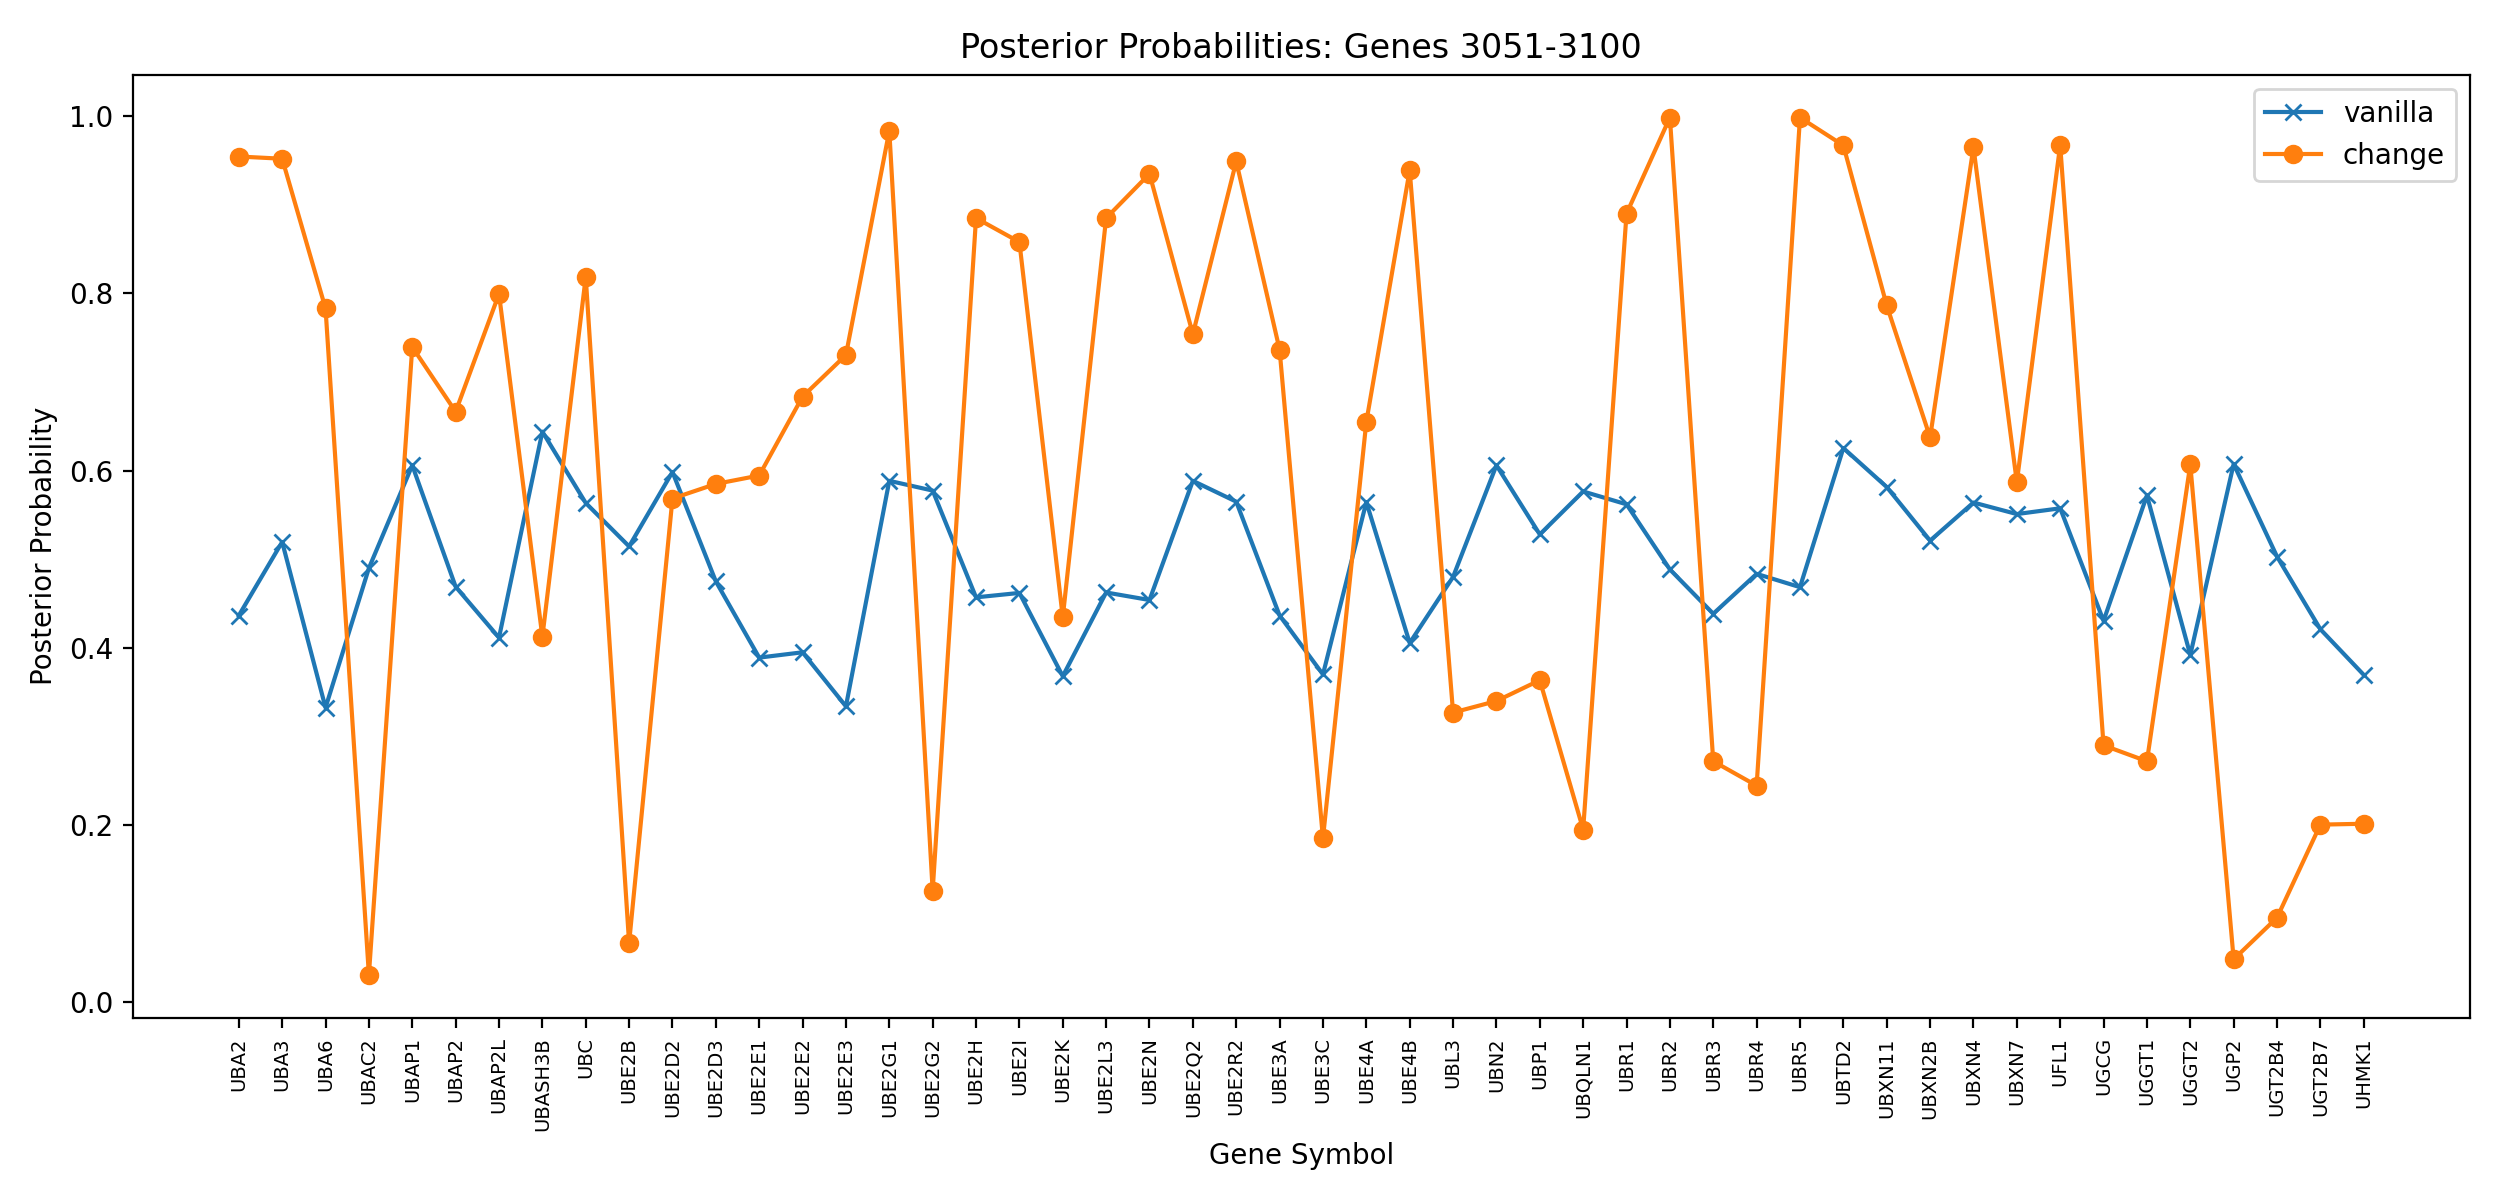 Posterior Probabilities: Genes 3051-3100
vanilla
change
Posterior Probability
1.0
0.8
0.6
0.4
0.2
0.0
UBA2
UBA3
UBA6
UBAC2
UBAP1
UBAP2
UBAP2L
UBASH3B
UBC
UBE2B
UBE2D2
UBE2D3
UBE2E1
UBE2E2
UBE2E3
UBE2G1
UBE2G2
UBE2H
UBE2I
UBE2K
UBE2L3
UBE2N
UBE2Q2
UBE2R2
UBE3A
UBE3C
UBE4A
UBE4B
UBL3
UBN2
UBP1
UBQLN1
UBR1
UBR2
UBR3
UBR4
UBR5
UBTD2
UBXN11
UBXN2B
UBXN4
UBXN7
UFL1
UGCG
UGGT1
UGGT2
UGP2
UGT2B4
UGT2B7
UHMK1
Gene Symbol